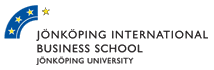 JÖNKÖPING INTERNATIONAL
BUSINESS SCHOOL
JÖNKÖPING UNIVERSITY